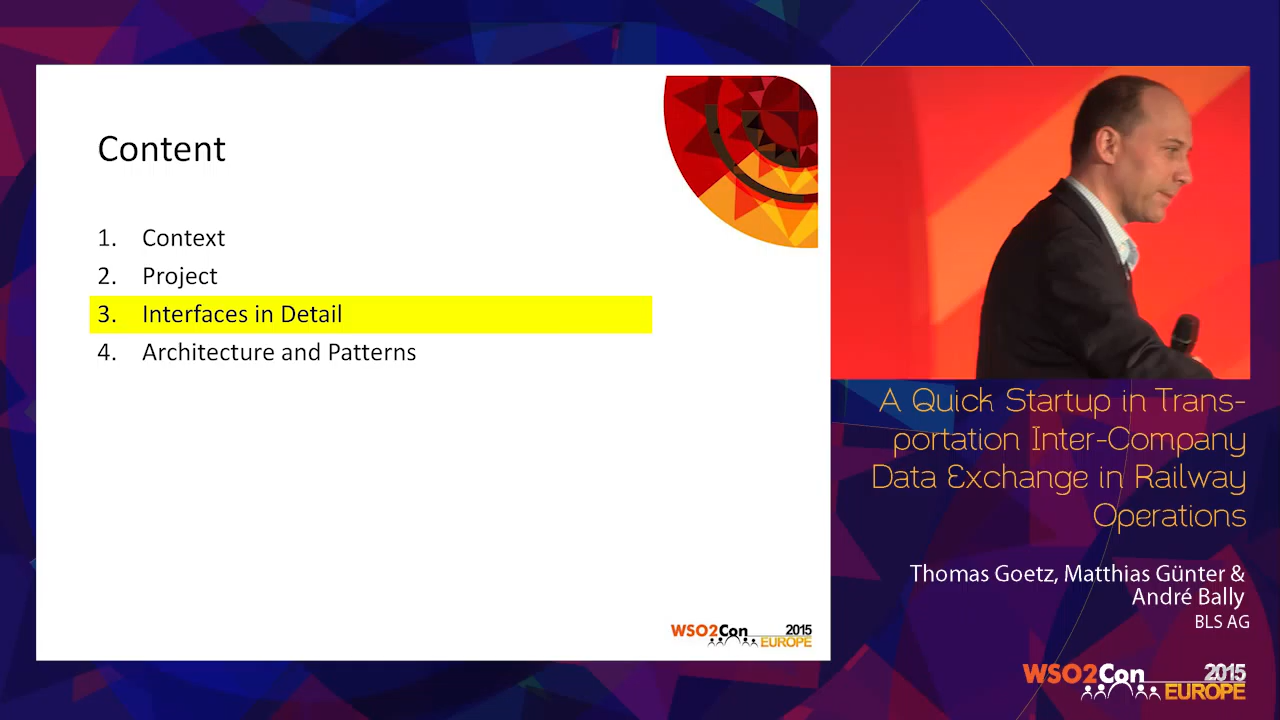 Content
1. Context
2. Project
3. Interfaces in Detail
4. Architecture and Patterns
WSO2Con 2015
EUROPE
A Quick Startup in Trans-
portation Inter-Company
Data Exchange in Railway
Operations
Thomas Goetz, Matthias Günter &
André Bally
BLS AG
WSO2Con 2015
EUROPE